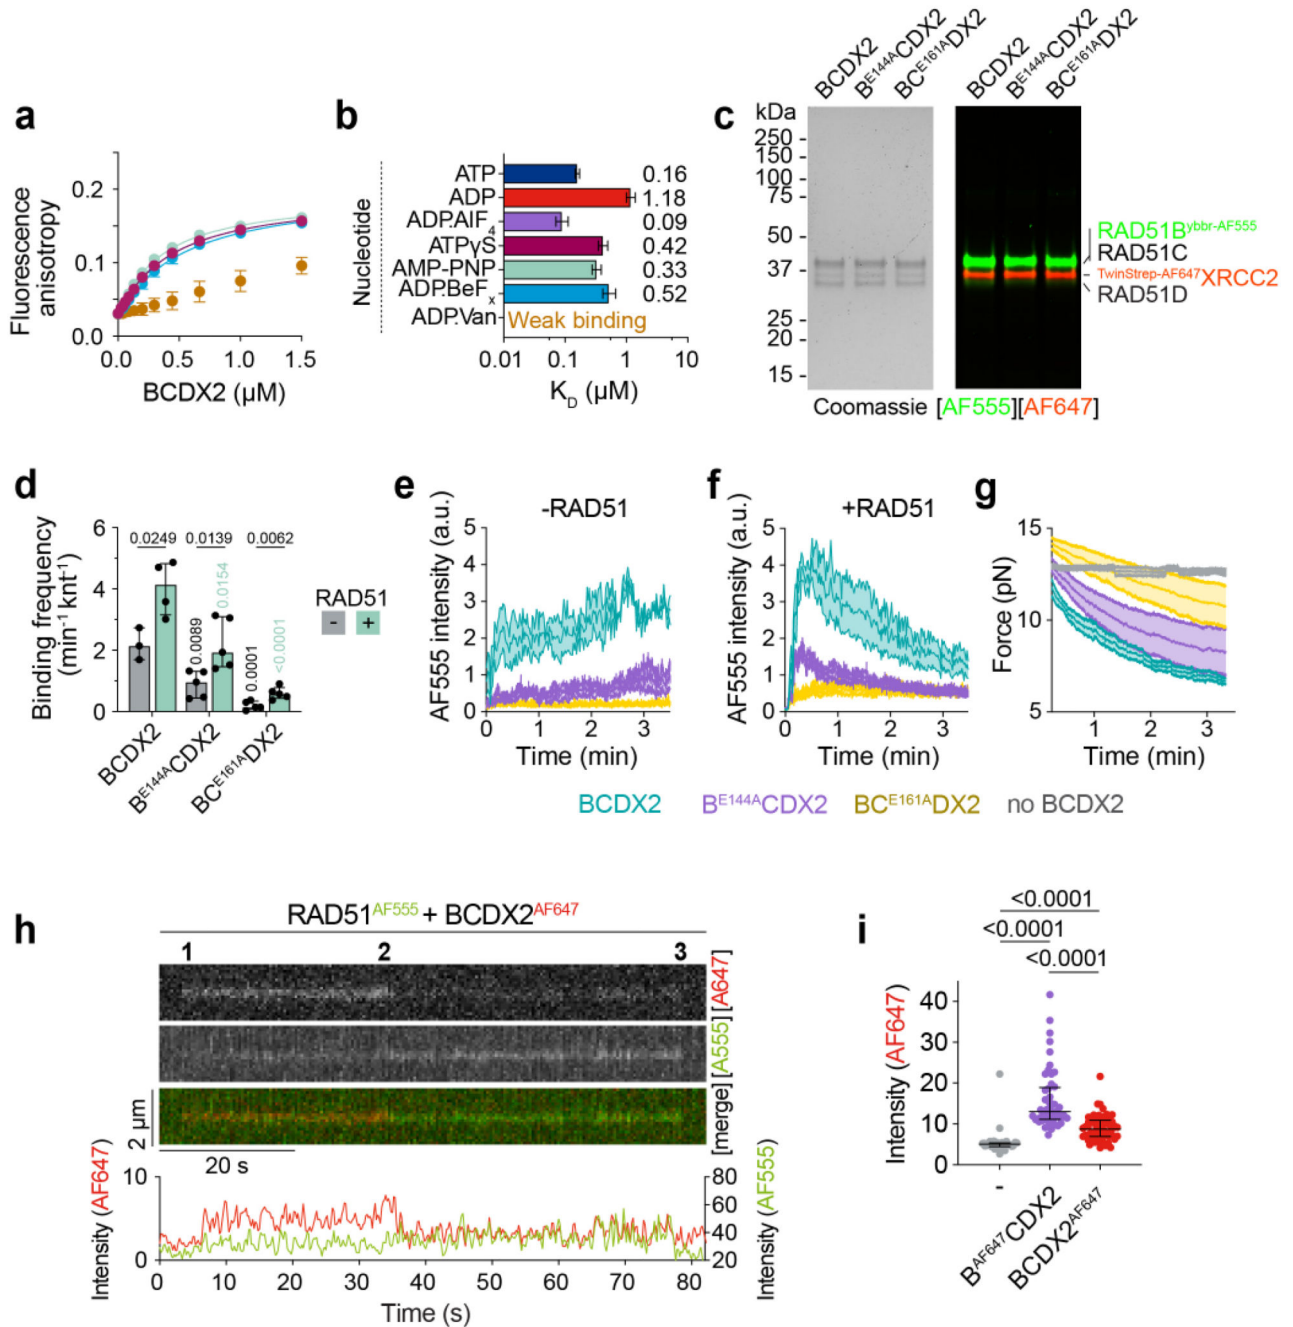 a
Fluorescence
anisotropy
0.2
0.1
0.0
0.0
0.5
1.0
1.5
BCDX2 (µM)
b
Nucleotide
ATP
0.16
ADP
1.18
ADP.AlF4
0.09
ATPγS
0.42
AMP-PNP
0.33
ADP.BeFx
0.52
ADP.Van
Weak binding
0.01
0.1
1
10
KD (µM)
c
BCDX2
BE144ACDX2
BCE161ADX2
BCDX2
BE144ACDX2
BCE161ADX2
kDa
250 -
150 -
100 -
75 -
50 -
37 -
25 -
20 -
15 -
RAD51Bybbr-AF555
RAD51C
TwinStrep-AF647XRCC2
RAD51D
Coomassie
[AF555][AF647]
d
Binding frequency
(min-1 knt-1)
6
4
2
0
0.0249
0.0139
0.0062
0.0089
0.0154
0.0001
<0.0001
RAD51
-
+
BCDX2
BE144ACDX2
BCE161ADX2
e
-RAD51
AF555 intensity (a.u.)
5
4
3
2
1
0
0
1
2
3
Time (min)
f
+RAD51
AF555 intensity (a.u.)
5
4
3
2
1
0
0
1
2
3
Time (min)
g
Force (pN)
15
10
5
1
2
3
Time (min)
BCDX2
BE144ACDX2
BCE161ADX2
no BCDX2
h
RAD51AF555 + BCDX2AF647
1
2
3
[A647]
[A555]
[merge]
2 µm
20 s
Intensity (AF647)
10
0
80
60
40
20
Intensity (AF555)
0
10
20
30
40
50
60
70
80
Time (s)
i
<0.0001
<0.0001
<0.0001
Intensity (AF647)
40
30
20
10
0
-
BAF647CDX2
BCDX2AF647